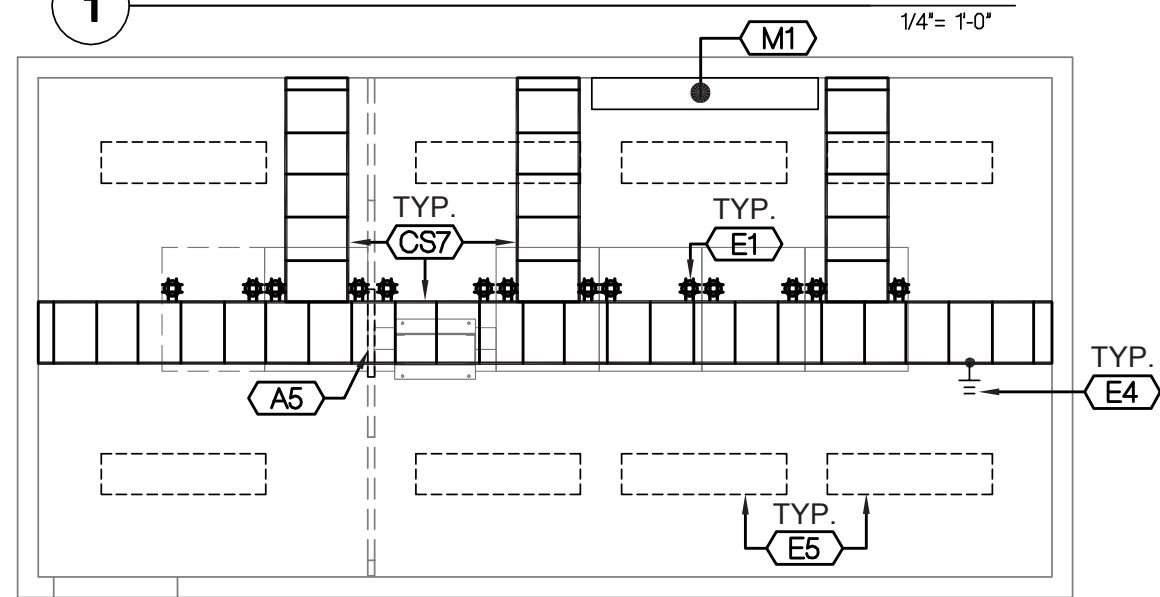 1
1/4"= 1'-0"
M1
TYP.
CS7
TYP.
E1
A5
TYP.
E4
TYP.
E5